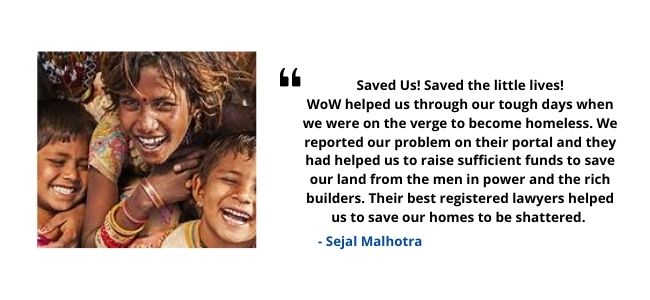 “
Saved Us! Saved the little lives!
WoW helped us through our tough days when
we were on the verge to become homeless. We
reported our problem on their portal and they
had helped us to raise sufficient funds to save
our land from the men in power and the rich
builders. Their best registered lawyers helped
us to save our homes to be shattered.
- Sejal Malhotra